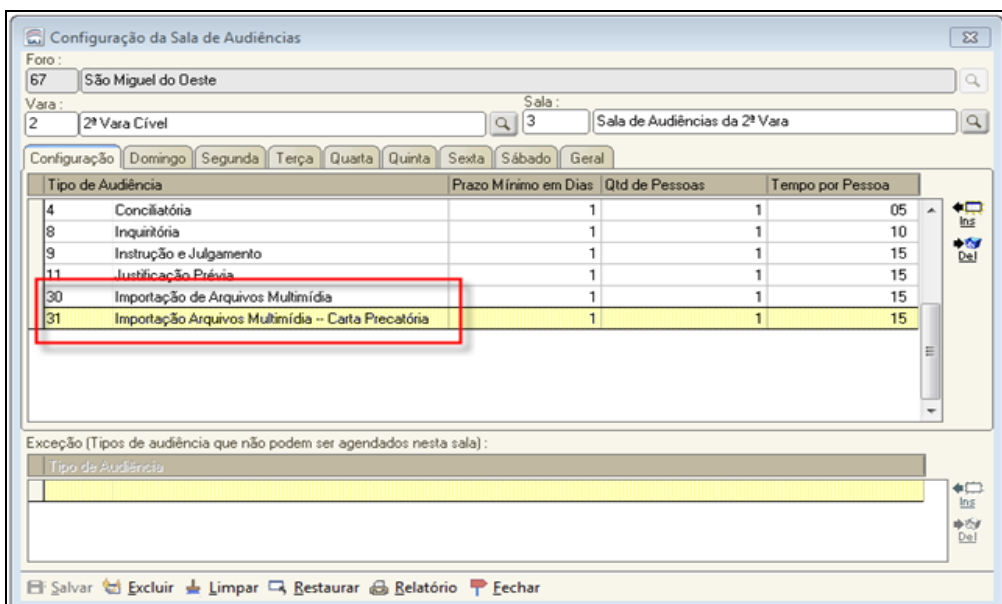 Configuração da Sala de Audiências
Foro :
67 São Miguel do Oeste
Vara : Sala :
2 2ª Vara Cível 3 Sala de Audiências da 2ª Vara
Configuração Domingo Segunda Terça Quarta Quinta Sexta Sábado Geral
Tipo de Audiência Prazo Mínimo em Dias Qtd de Pessoas Tempo por Pessoa
4 Conciliatória 1 1 05
8 Inquiritória 1 1 10
9 Instrução e Julgamento 1 1 15
11 Justificação Prévia 1 1 15
30 Importação de Arquivos Multimídia 1 1 15
31 Importação Arquivos Multimídia -- Carta Precatória 1 1 15
Ins
Del
Exceção (Tipos de audiência que não podem ser agendados nesta sala) :
Tipo de Audiência
Ins
Del
Salvar Excluir Limpar Restaurar Relatório Fechar